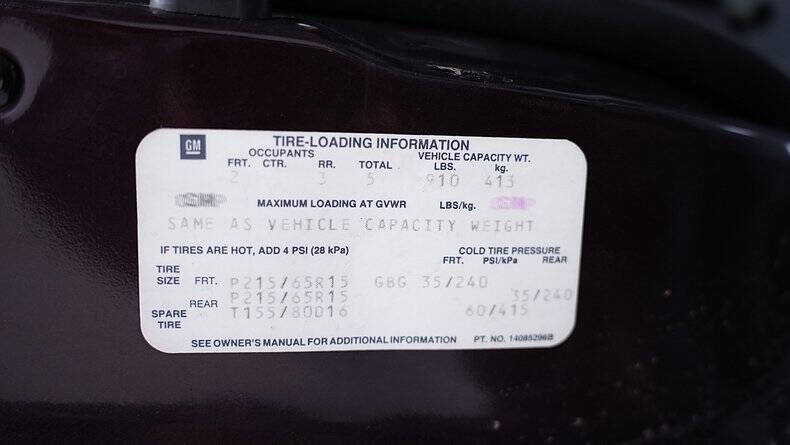 GM
TIRE-LOADING INFORMATION
OCCUPANTS VEHICLE CAPACITY WT.
FRT. CTR. RR. TOTAL LBS. kg.
2 3 5 910 413
MAXIMUM LOADING AT GVWR LBS/kg.
SAME AS VEHICLE CAPACITY WEIGHT
IF TIRES ARE HOT, ADD 4 PSI (28 kPa) COLD TIRE PRESSURE
FRT. PSI/kPa REAR
TIRE SIZE FRT. P215/65R15 GBG 35/240
REAR P215/65R15 35/240
SPARE TIRE T155/80D16 60/415
SEE OWNER'S MANUAL FOR ADDITIONAL INFORMATION PT. NO. 14085296B